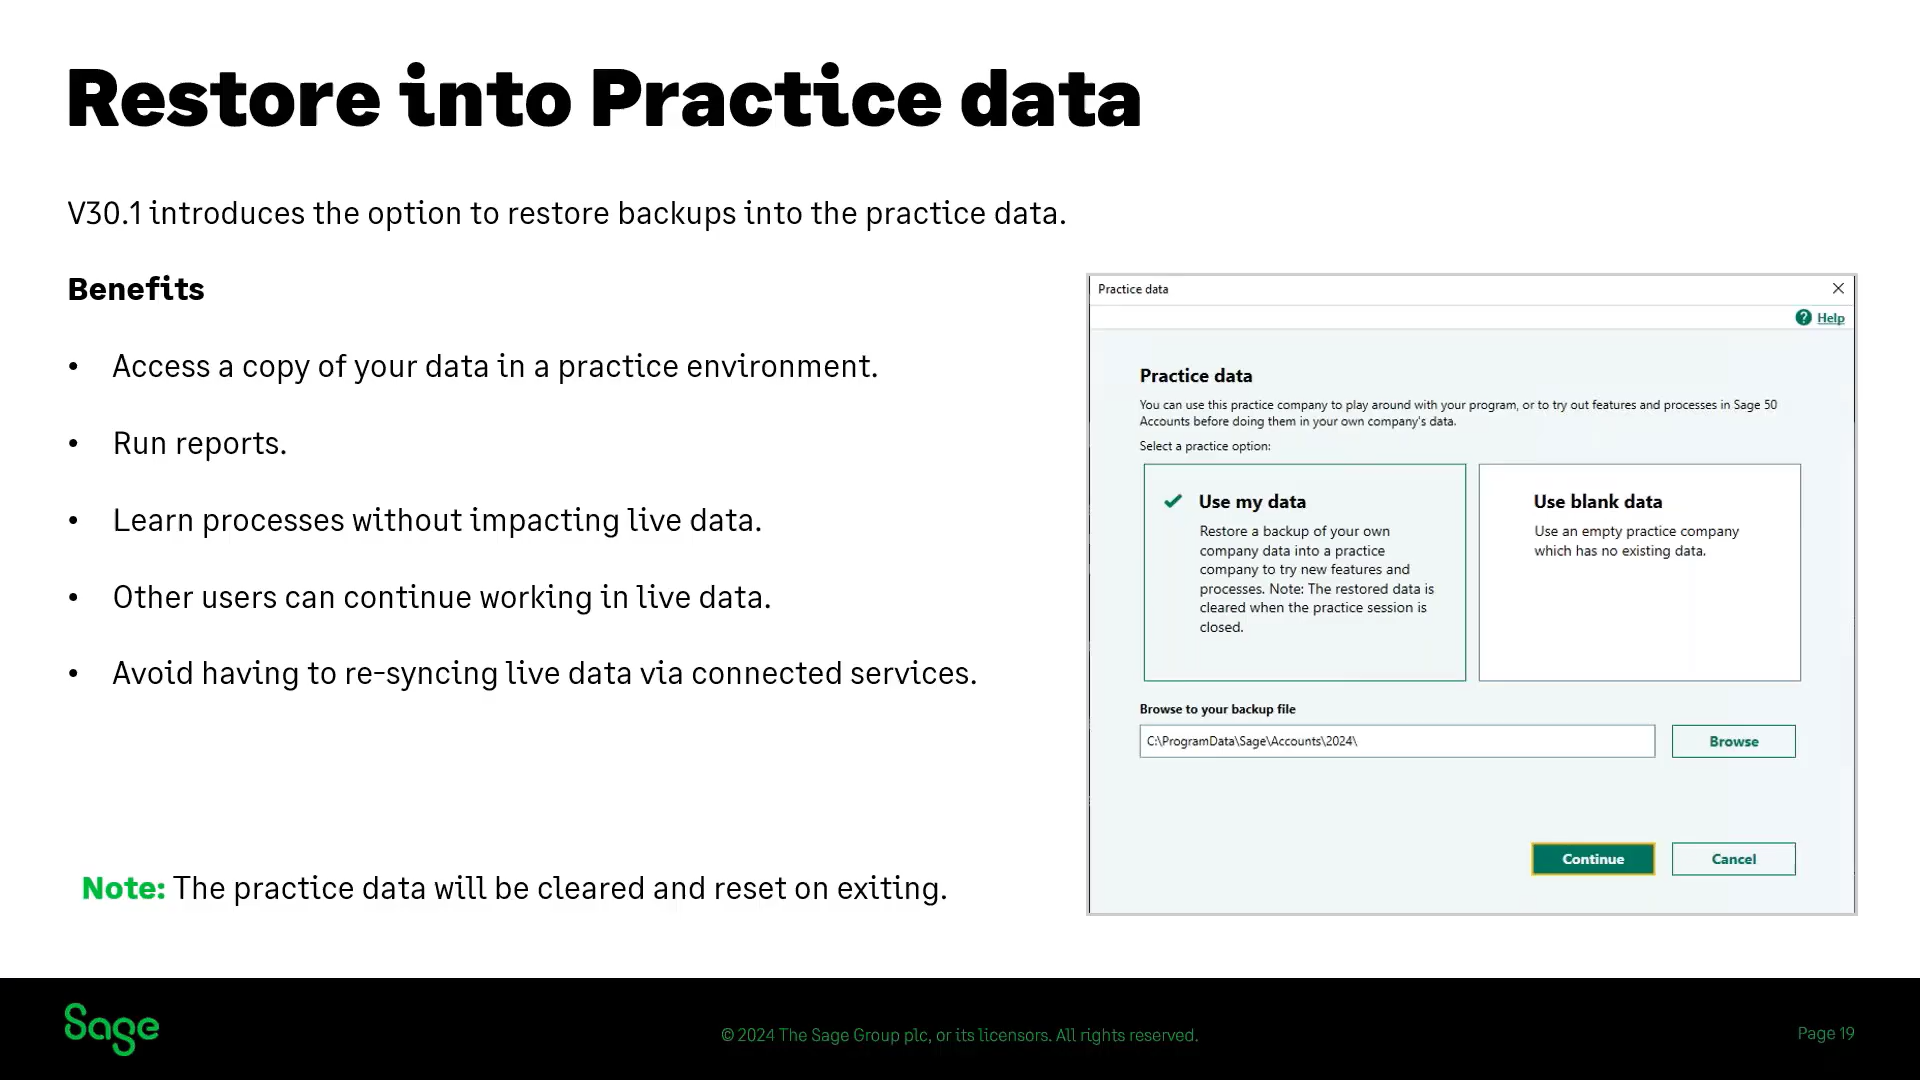 Restore into Practice data
V30.1 introduces the option to restore backups into the practice data.
Benefits
• Access a copy of your data in a practice environment.
• Run reports.
• Learn processes without impacting live data.
• Other users can continue working in live data.
• Avoid having to re-syncing live data via connected services.
Note: The practice data will be cleared and reset on exiting.
Practice data
Help
Practice data
You can use this practice company to play around with your program, or to try out features and processes in Sage 50
Accounts before doing them in your own company's data.
Select a practice option:
Use my data
Restore a backup of your own
company data into a practice
company to try new features and
processes. Note: The restored data is
cleared when the practice session is
closed.
Use blank data
Use an empty practice company
which has no existing data.
Browse to your backup file
C:\ProgramData\Sage\Accounts\2024\
Browse
Continue
Cancel
Sage
© 2024 The Sage Group plc, or its licensors. All rights reserved.
Page 19